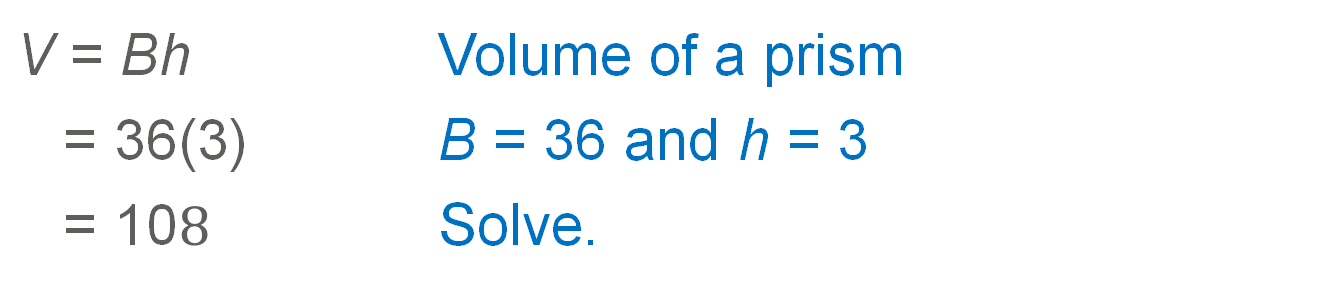 V = Bh Volume of a prism
= 36(3) B = 36 and h = 3
= 108 Solve.